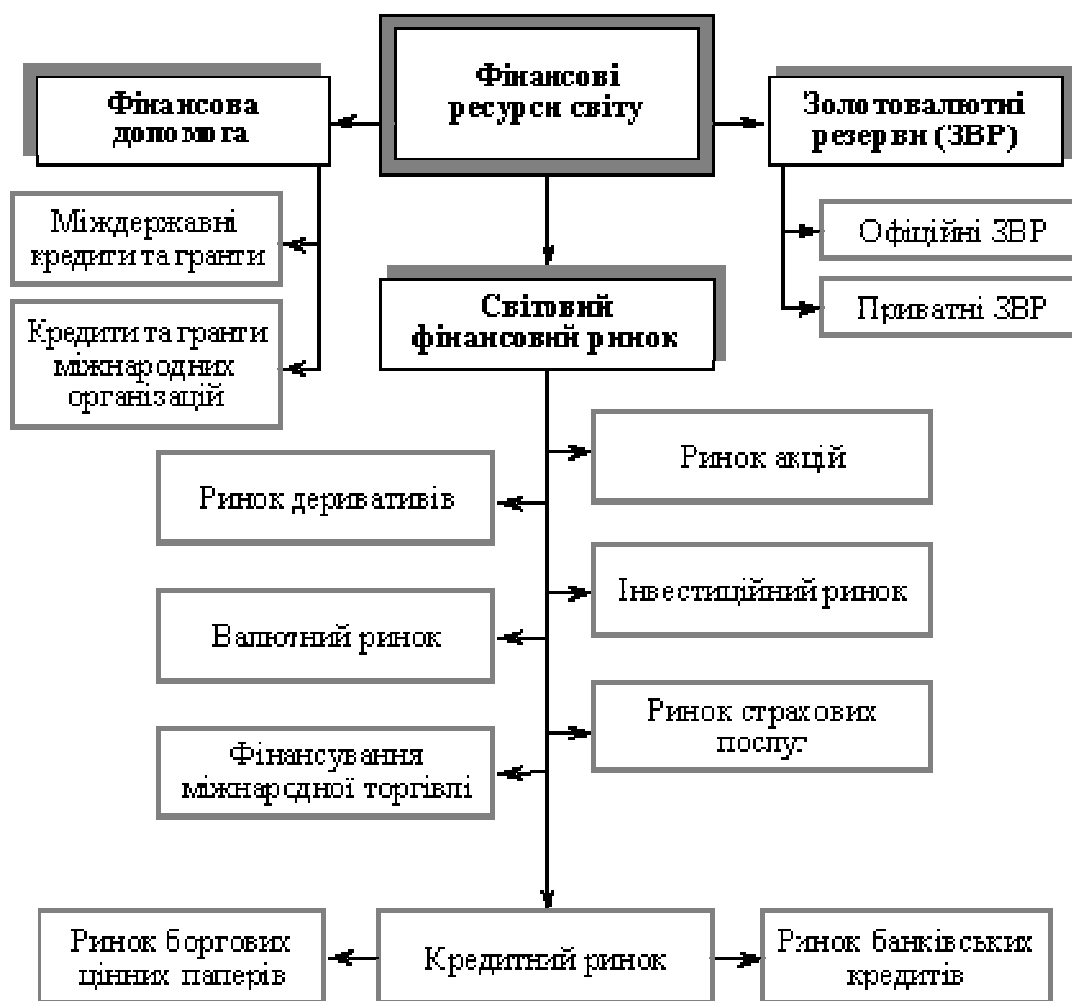 Фінансові
ресурси світу
Фінансова
допомога
Золотовалютні
резерви (ЗВР)
Міждержавні
кредити та гранти
Кредити та гранти
міжнародних
організацій
Офіційні ЗВР
Приватні ЗВР
Світовий
фінансовий ринок
Ринок акцій
Ринок деривативів
Інвестиційний ринок
Валютний ринок
Ринок страхових
послуг
Фінансування
міжнародної торгівлі
Ринок боргових
цінних паперів
Кредитний ринок
Ринок банківських
кредитів